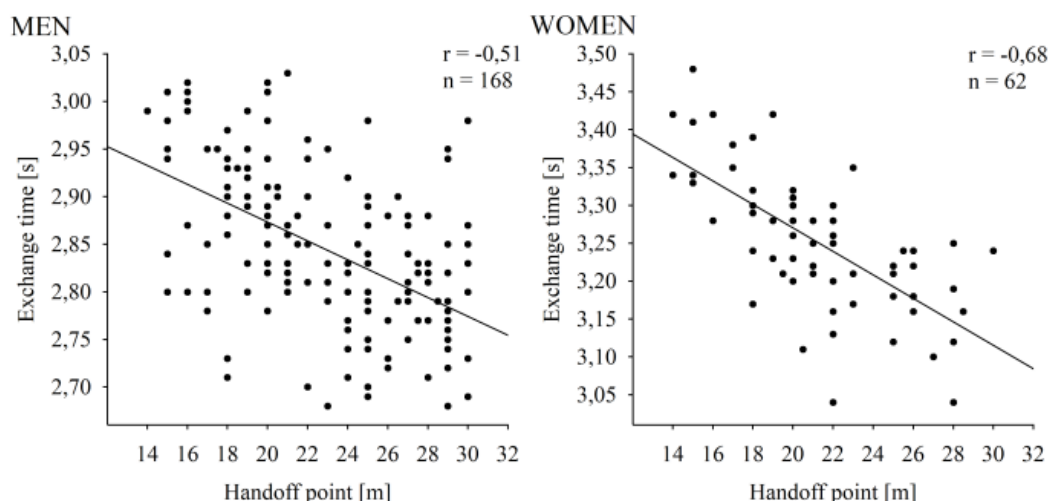 MEN
r = -0,51
n = 168
3,05
3,00
2,95
2,90
2,85
2,80
2,75
2,70
Exchange time [s]
14 16 18 20 22 24 26 28 30 32
Handoff point [m]
WOMEN
r = -0,68
n = 62
3,50
3,45
3,40
3,35
3,30
3,25
3,20
3,15
3,10
3,05
Exchange time [s]
14 16 18 20 22 24 26 28 30 32
Handoff point [m]